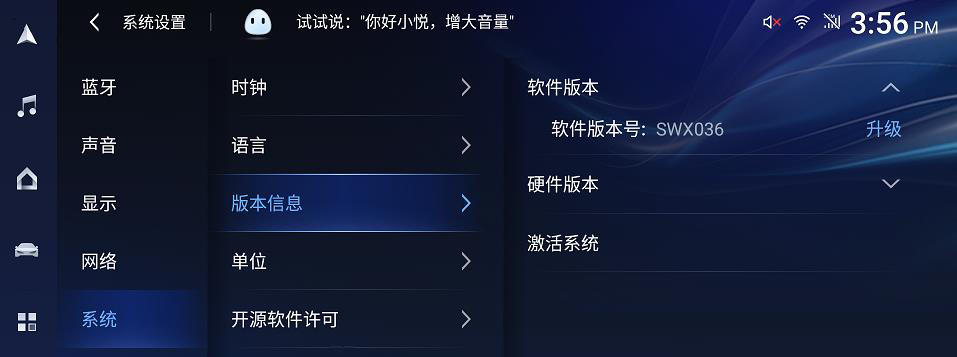 系统设置
试试说："你好小悦，增大音量"
3:56 PM
蓝牙
声音
显示
网络
系统
时钟
语言
版本信息
单位
开源软件许可
软件版本
软件版本号: SWX036
升级
硬件版本
激活系统